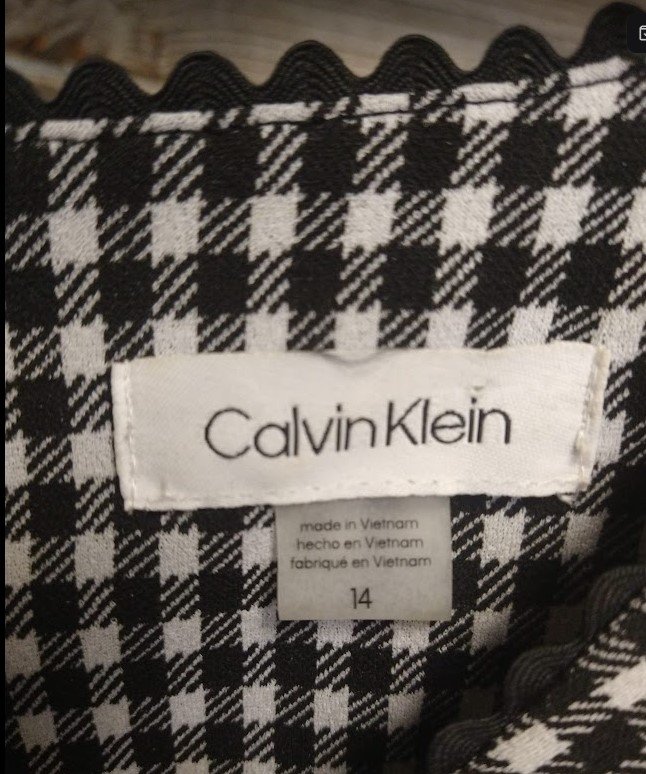 Calvin Klein
made in Vietnam
hecho en Vietnam
fabriqué en Vietnam
14